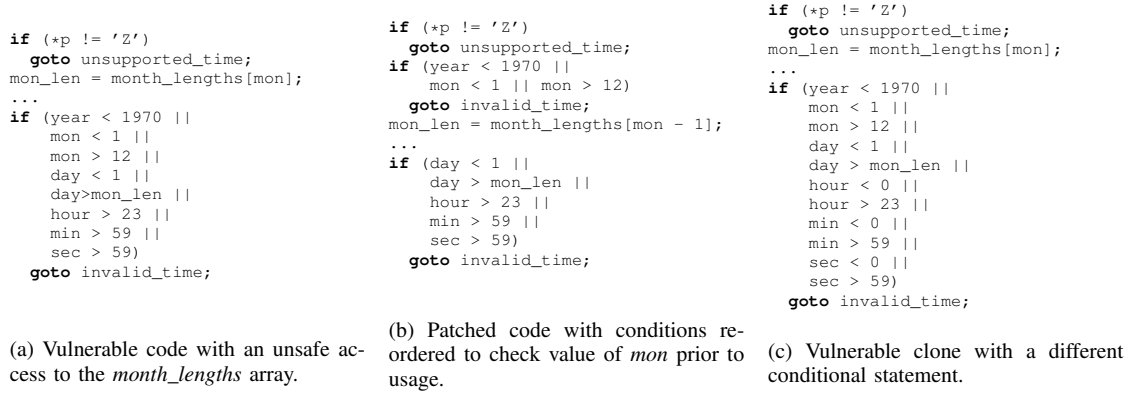 if (*p != 'Z')
  goto unsupported_time;
mon_len = month_lengths[mon];
...
if (year < 1970 ||
    mon < 1 ||
    mon > 12 ||
    day < 1 ||
    day>mon_len ||
    hour > 23 ||
    min > 59 ||
    sec > 59)
  goto invalid_time;
(a) Vulnerable code with an unsafe ac-
cess to the month_lengths array.
if (*p != 'Z')
  goto unsupported_time;
if (year < 1970 ||
    mon < 1 || mon > 12)
  goto invalid_time;
mon_len = month_lengths[mon - 1];
...
if (day < 1 ||
    day > mon_len ||
    hour > 23 ||
    min > 59 ||
    sec > 59)
  goto invalid_time;
(b) Patched code with conditions re-
ordered to check value of mon prior to
usage.
if (*p != 'Z')
  goto unsupported_time;
mon_len = month_lengths[mon];
...
if (year < 1970 ||
    mon < 1 ||
    mon > 12 ||
    day < 1 ||
    day > mon_len ||
    hour < 0 ||
    hour > 23 ||
    min < 0 ||
    min > 59 ||
    sec < 0 ||
    sec > 59)
  goto invalid_time;
(c) Vulnerable clone with a different
conditional statement.